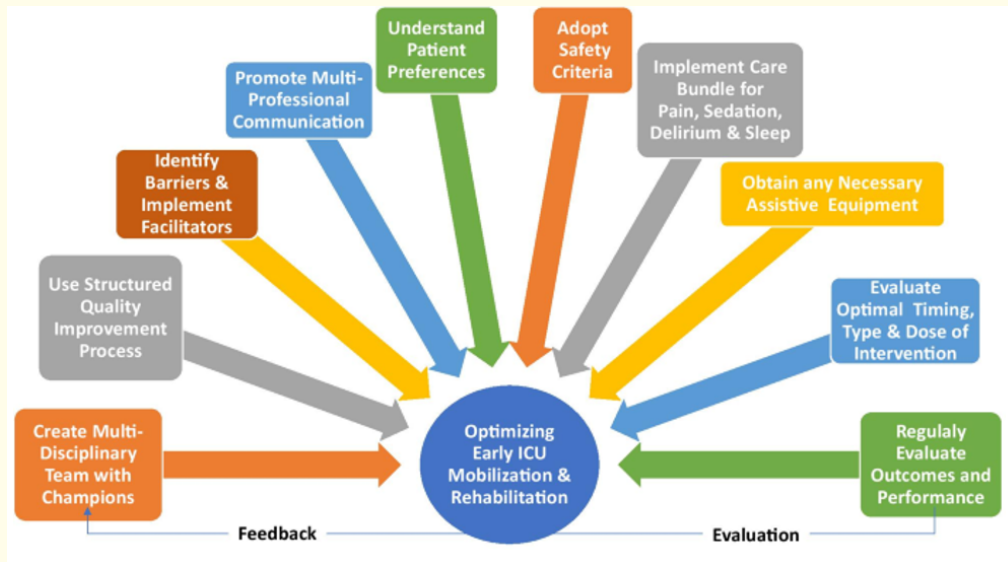 Understand
Patient
Preferences
Adopt
Safety
Criteria
Implement Care
Bundle for
Pain, Sedation,
Delirium & Sleep
Promote Multi-
Professional
Communication
Identify
Barriers &
Implement
Facilitators
Obtain any Necessary
Assistive Equipment
Use Structured
Quality
Improvement
Process
Evaluate
Optimal Timing,
Type & Dose of
Intervention
Create Multi-
Disciplinary
Team with
Champions
Optimizing
Early ICU
Mobilization &
Rehabilitation
Regulaly
Evaluate
Outcomes and
Performance
Feedback
Evaluation